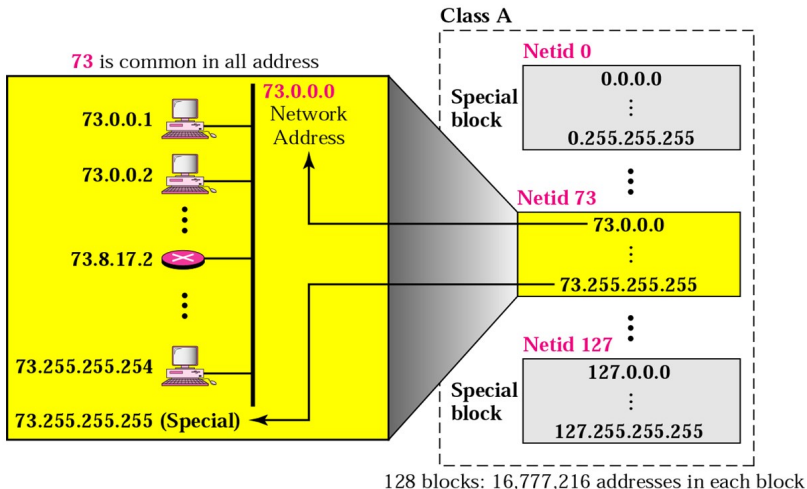 Class A
73 is common in all address
73.0.0.0
Network
Address
73.0.0.1
73.0.0.2
73.8.17.2
73.255.255.254
73.255.255.255 (Special)
Netid 0
Special
block
0.0.0.0
0.255.255.255
Netid 73
73.0.0.0
73.255.255.255
Netid 127
Special
block
127.0.0.0
127.255.255.255
128 blocks: 16,777,216 addresses in each block